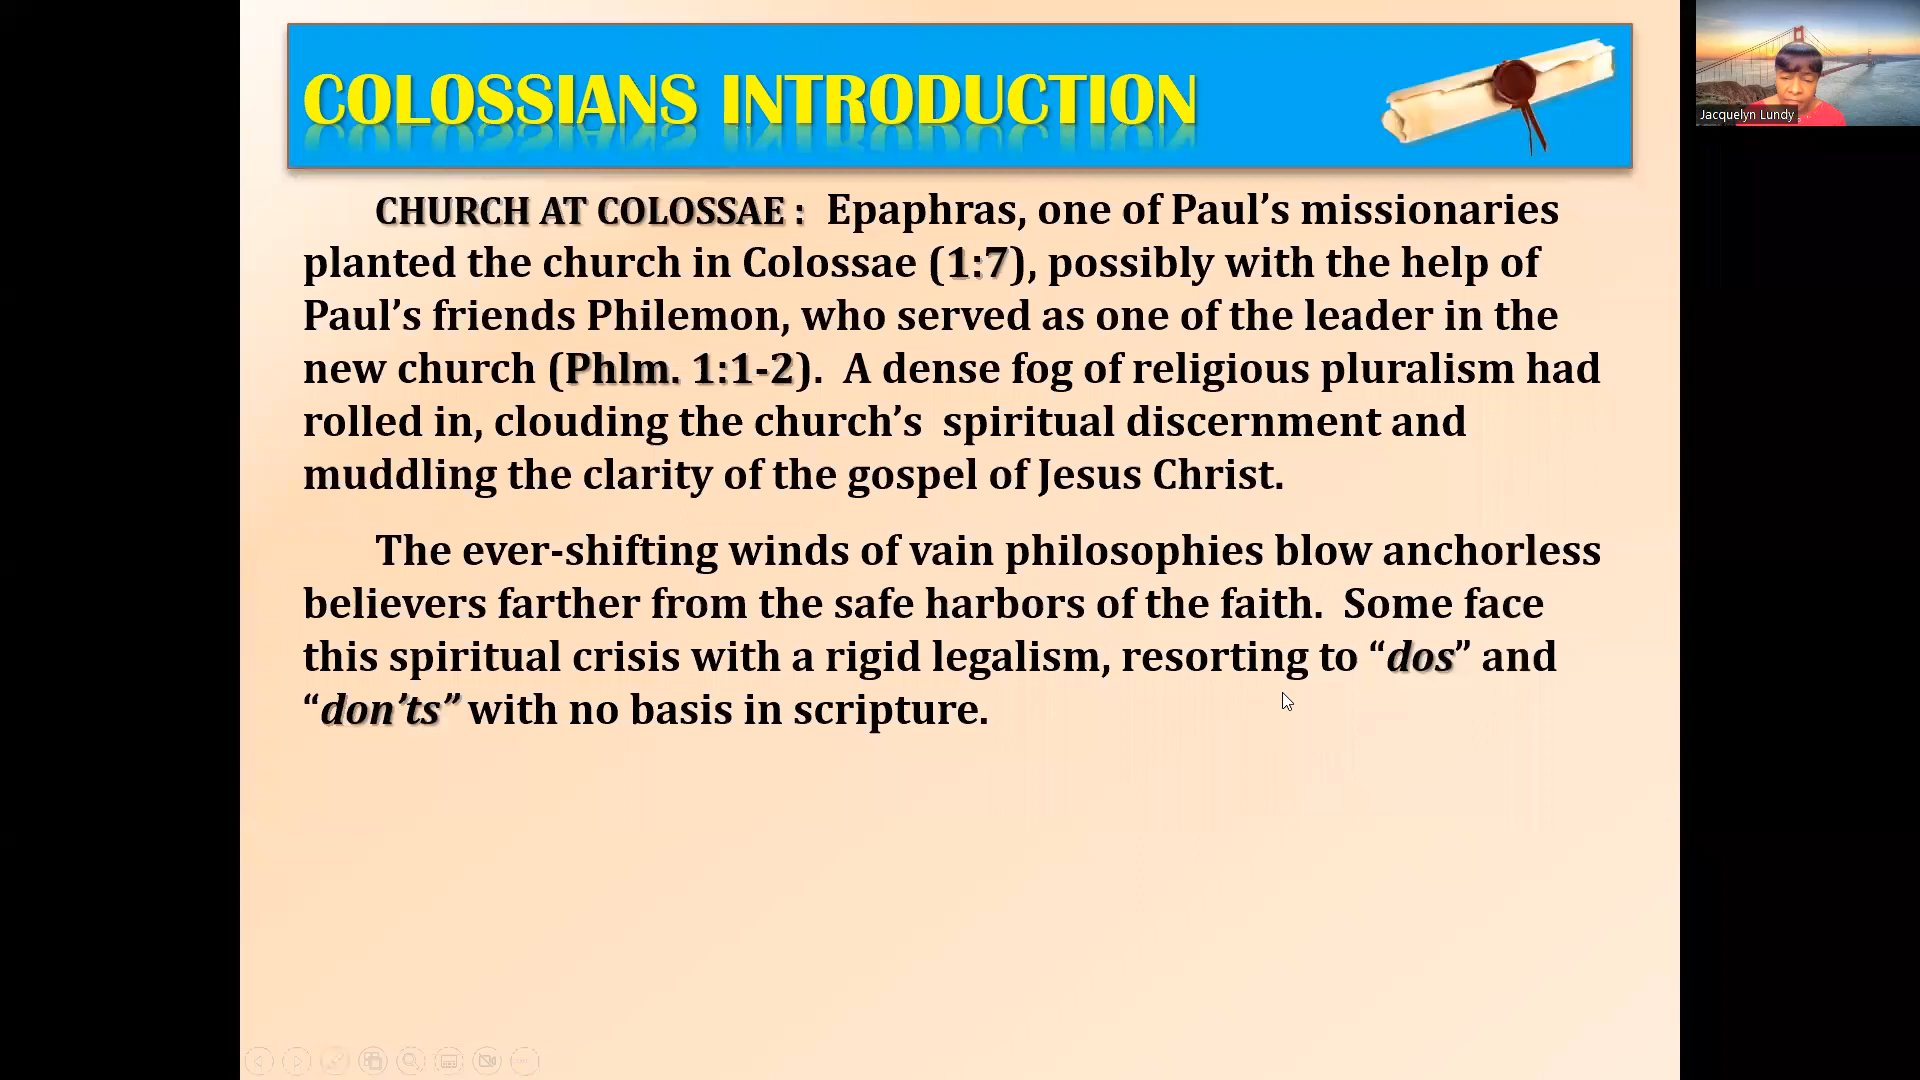 COLOSSIANS INTRODUCTION
Jacquelyn Lundy
CHURCH AT COLOSSAE :  Epaphras, one of Paul’s missionaries
planted the church in Colossae (1:7), possibly with the help of
Paul’s friends Philemon, who served as one of the leader in the
new church (Phlm. 1:1-2).  A dense fog of religious pluralism had
rolled in, clouding the church’s  spiritual discernment and
muddling the clarity of the gospel of Jesus Christ.
The ever-shifting winds of vain philosophies blow anchorless
believers farther from the safe harbors of the faith.  Some face
this spiritual crisis with a rigid legalism, resorting to “dos” and
“don’ts” with no basis in scripture.